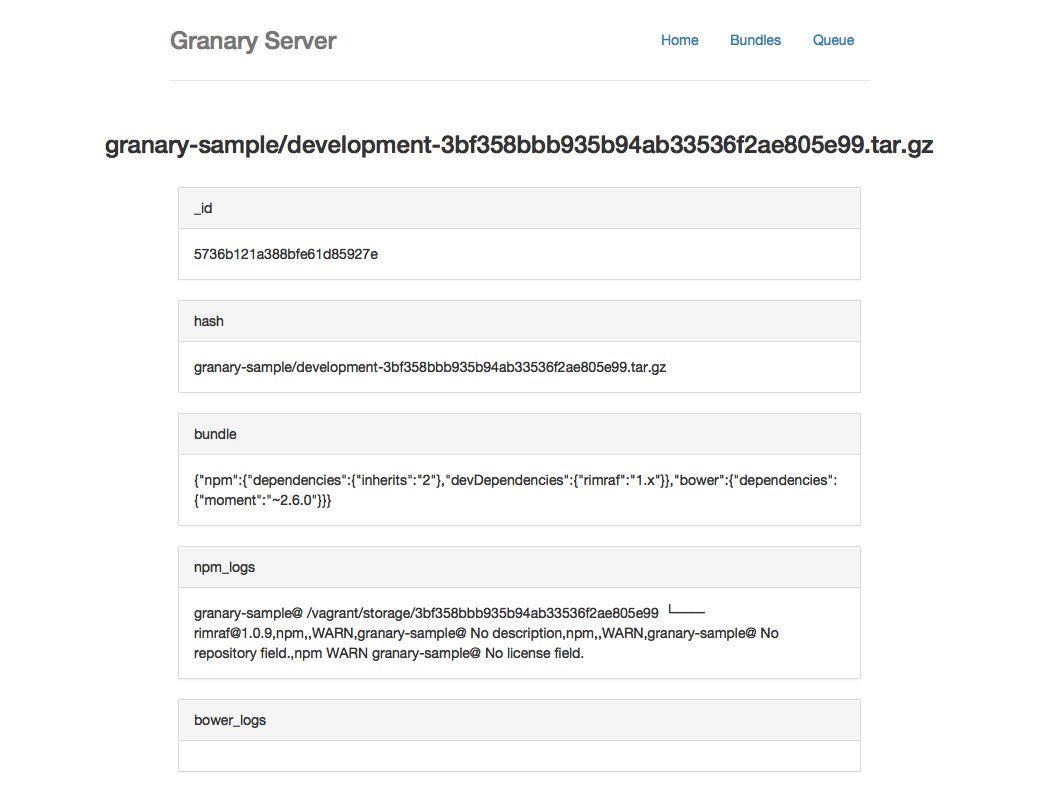 Granary Server
Home Bundles Queue
granary-sample/development-3bf358bbb935b94ab33536f2ae805e99.tar.gz
_id
5736b121a388bfe61d85927e
hash
granary-sample/development-3bf358bbb935b94ab33536f2ae805e99.tar.gz
bundle
{"npm":{"dependencies":{"inherits":"2"},"devDependencies":{"rimraf":"1.x"}},"bower":{"dependencies":
{"moment":"~2.6.0"}}}
npm_logs
granary-sample@ /vagrant/storage/3bf358bbb935b94ab33536f2ae805e99 └──
rimraf@1.0.9,npm,,WARN,granary-sample@ No description,npm,,WARN,granary-sample@ No
repository field.,npm WARN granary-sample@ No license field.
bower_logs